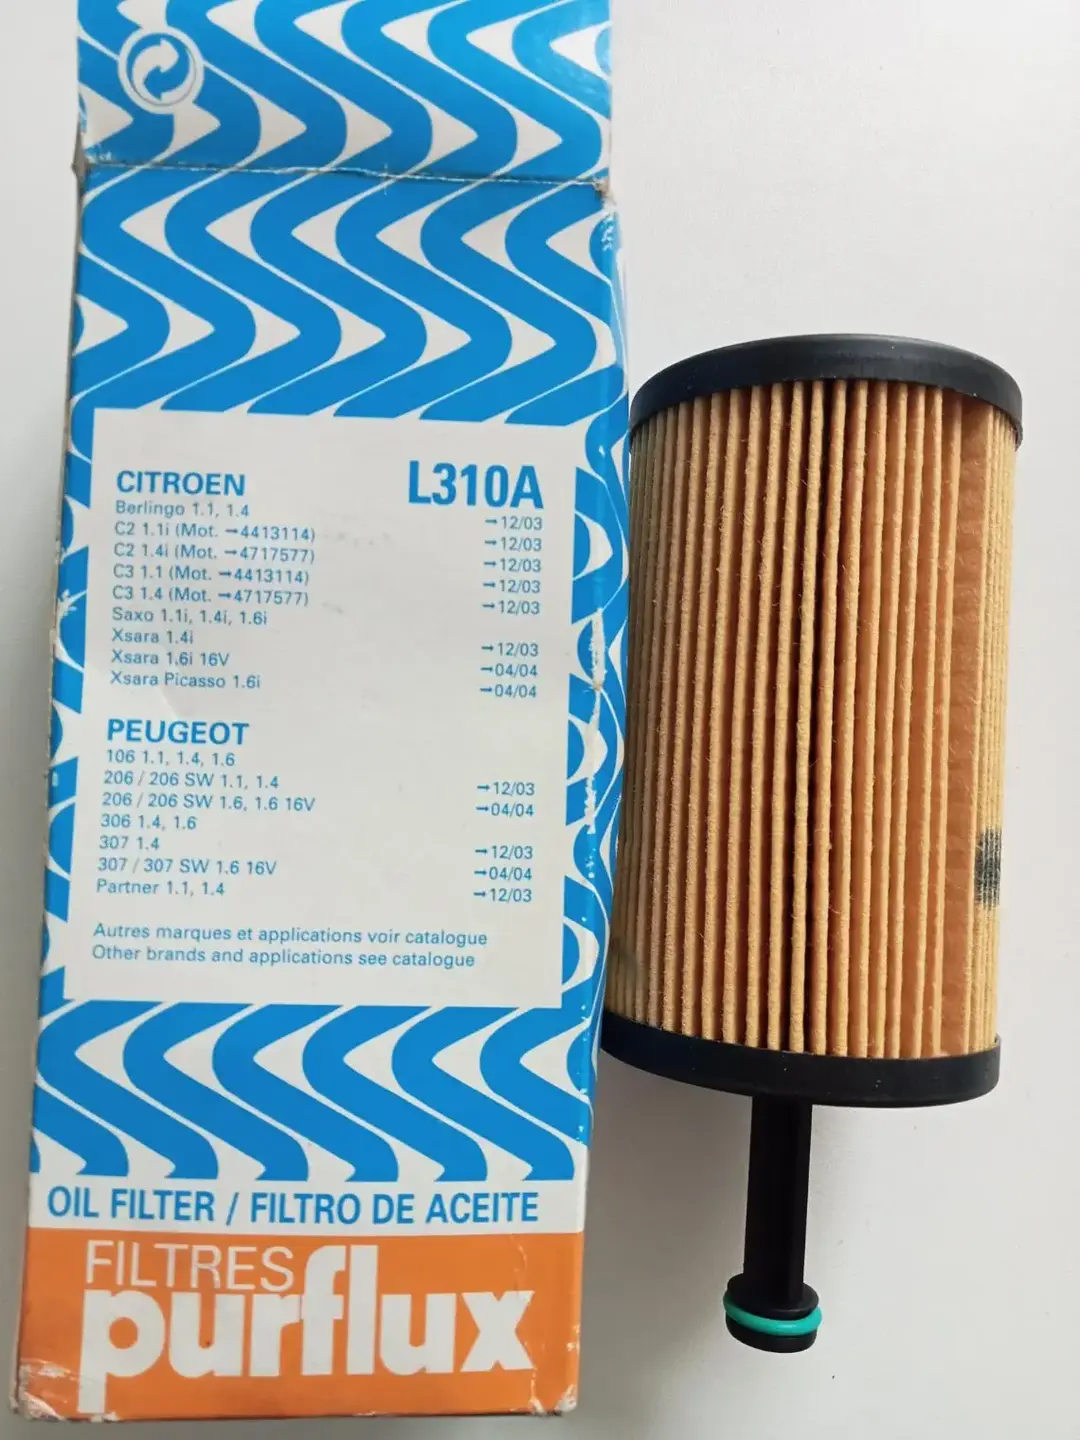 CITROEN L310A
Berlingo 1.1, 1.4 →12/03
C2 1.1i (Mot. →4413114) →12/03
C2 1.4i (Mot. →4717577) →12/03
C3 1.1 (Mot. →4413114) →12/03
C3 1.4 (Mot. →4717577) →12/03
Saxo 1.1i, 1.4i, 1.6i
Xsara 1.4i →12/03
Xsara 1.6i 16V →04/04
Xsara Picasso 1.6i →04/04
PEUGEOT
106 1.1, 1.4, 1.6
206 / 206 SW 1.1, 1.4 →12/03
206 / 206 SW 1.6, 1.6 16V →04/04
306 1.4, 1.6
307 1.4 →12/03
307 / 307 SW 1.6 16V →04/04
Partner 1.1, 1.4 →12/03
Autres marques et applications voir catalogue
Other brands and applications see catalogue
OIL FILTER / FILTRO DE ACEITE
FILTRES
purflux